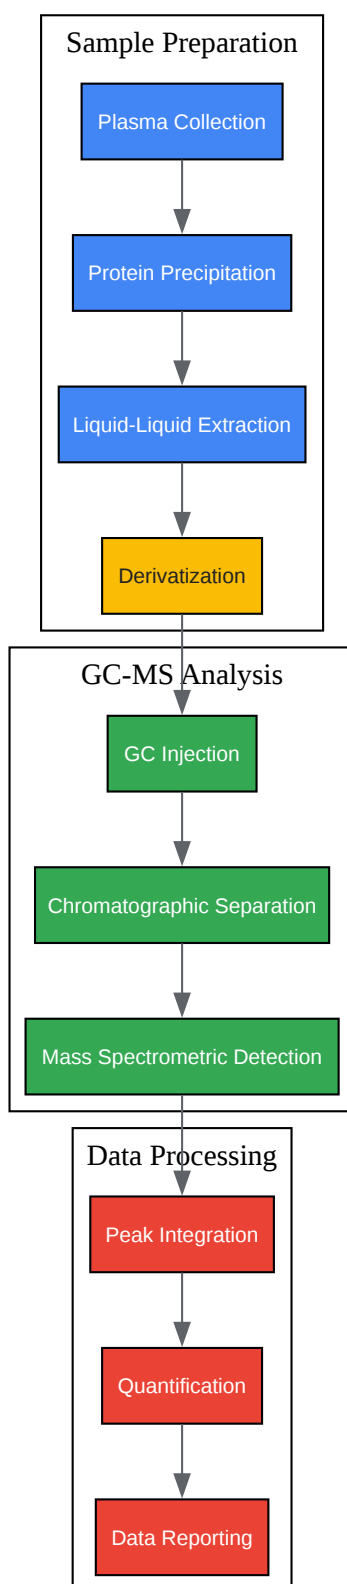 Sample Preparation
Plasma Collection
Protein Precipitation
Liquid-Liquid Extraction
Derivatization
GC-MS Analysis
GC Injection
Chromatographic Separation
Mass Spectrometric Detection
Data Processing
Peak Integration
Quantification
Data Reporting